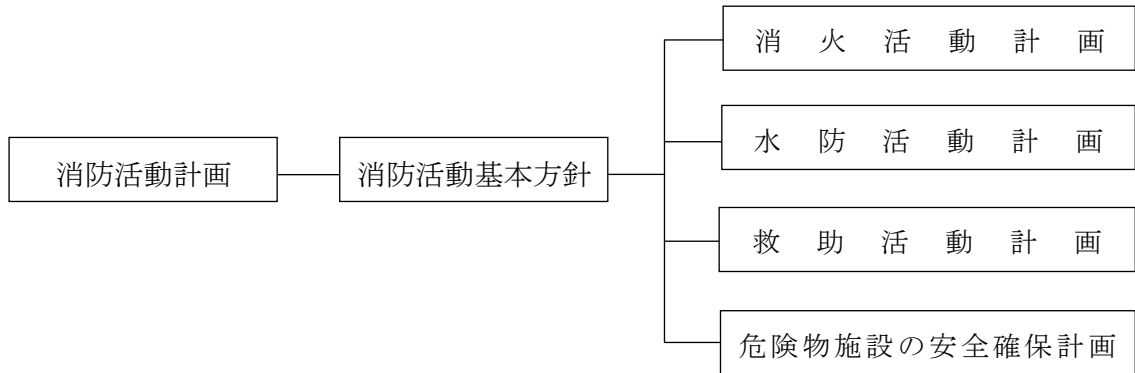 消防活動計画
消防活動基本方針
消火活動計画
水防活動計画
救助活動計画
危険物施設の安全確保計画